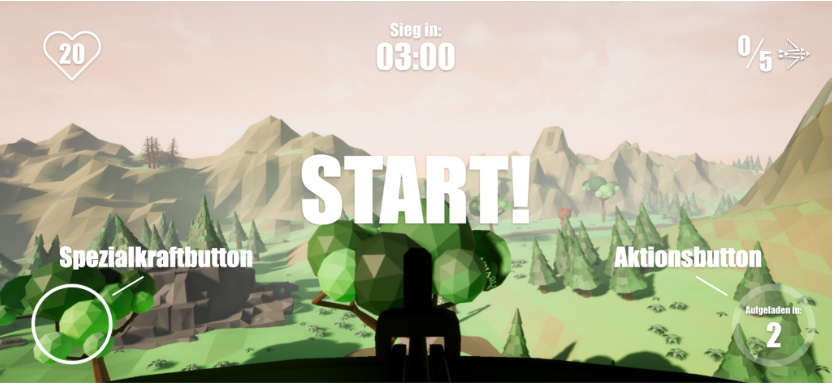 20
Sieg in:
03:00
0/5
START!
Spezialkraftbutton
Aktionsbutton
Aufgeladen in:
2